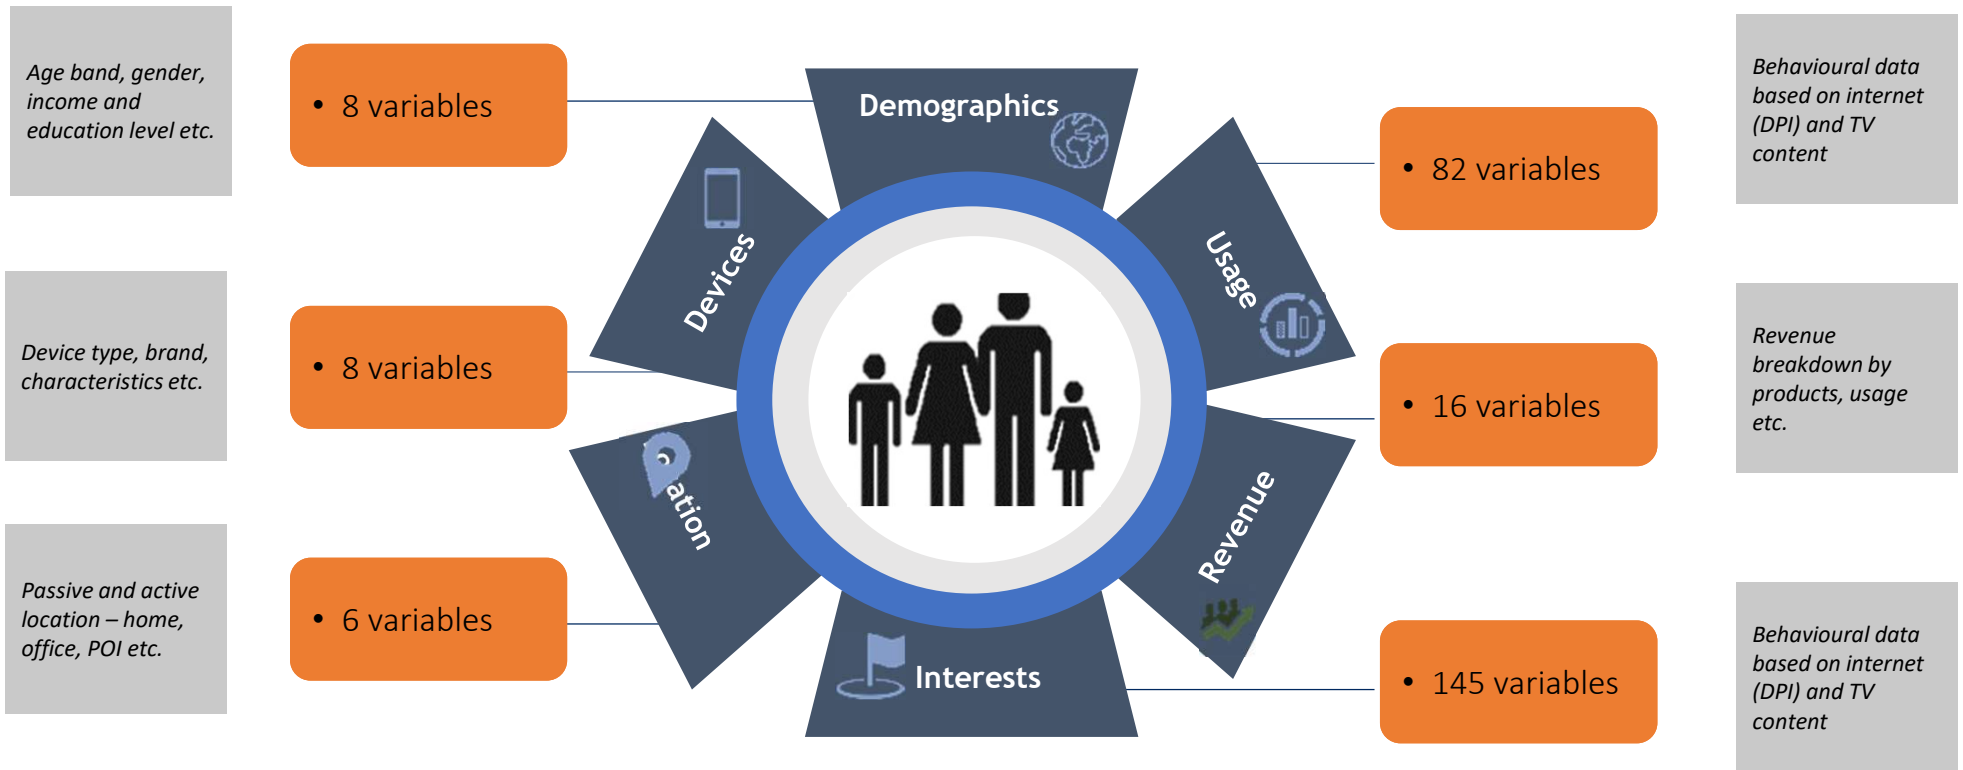 Age band, gender,
income and
education level etc.
• 8 variables
Demographics
• 82 variables
Behavioural data
based on internet
(DPI) and TV
content
Devices
Usage
Device type, brand,
characteristics etc.
• 8 variables
• 16 variables
Revenue
breakdown by
products, usage
etc.
ation
Revenue
Passive and active
location – home,
office, POI etc.
• 6 variables
Interests
• 145 variables
Behavioural data
based on internet
(DPI) and TV
content